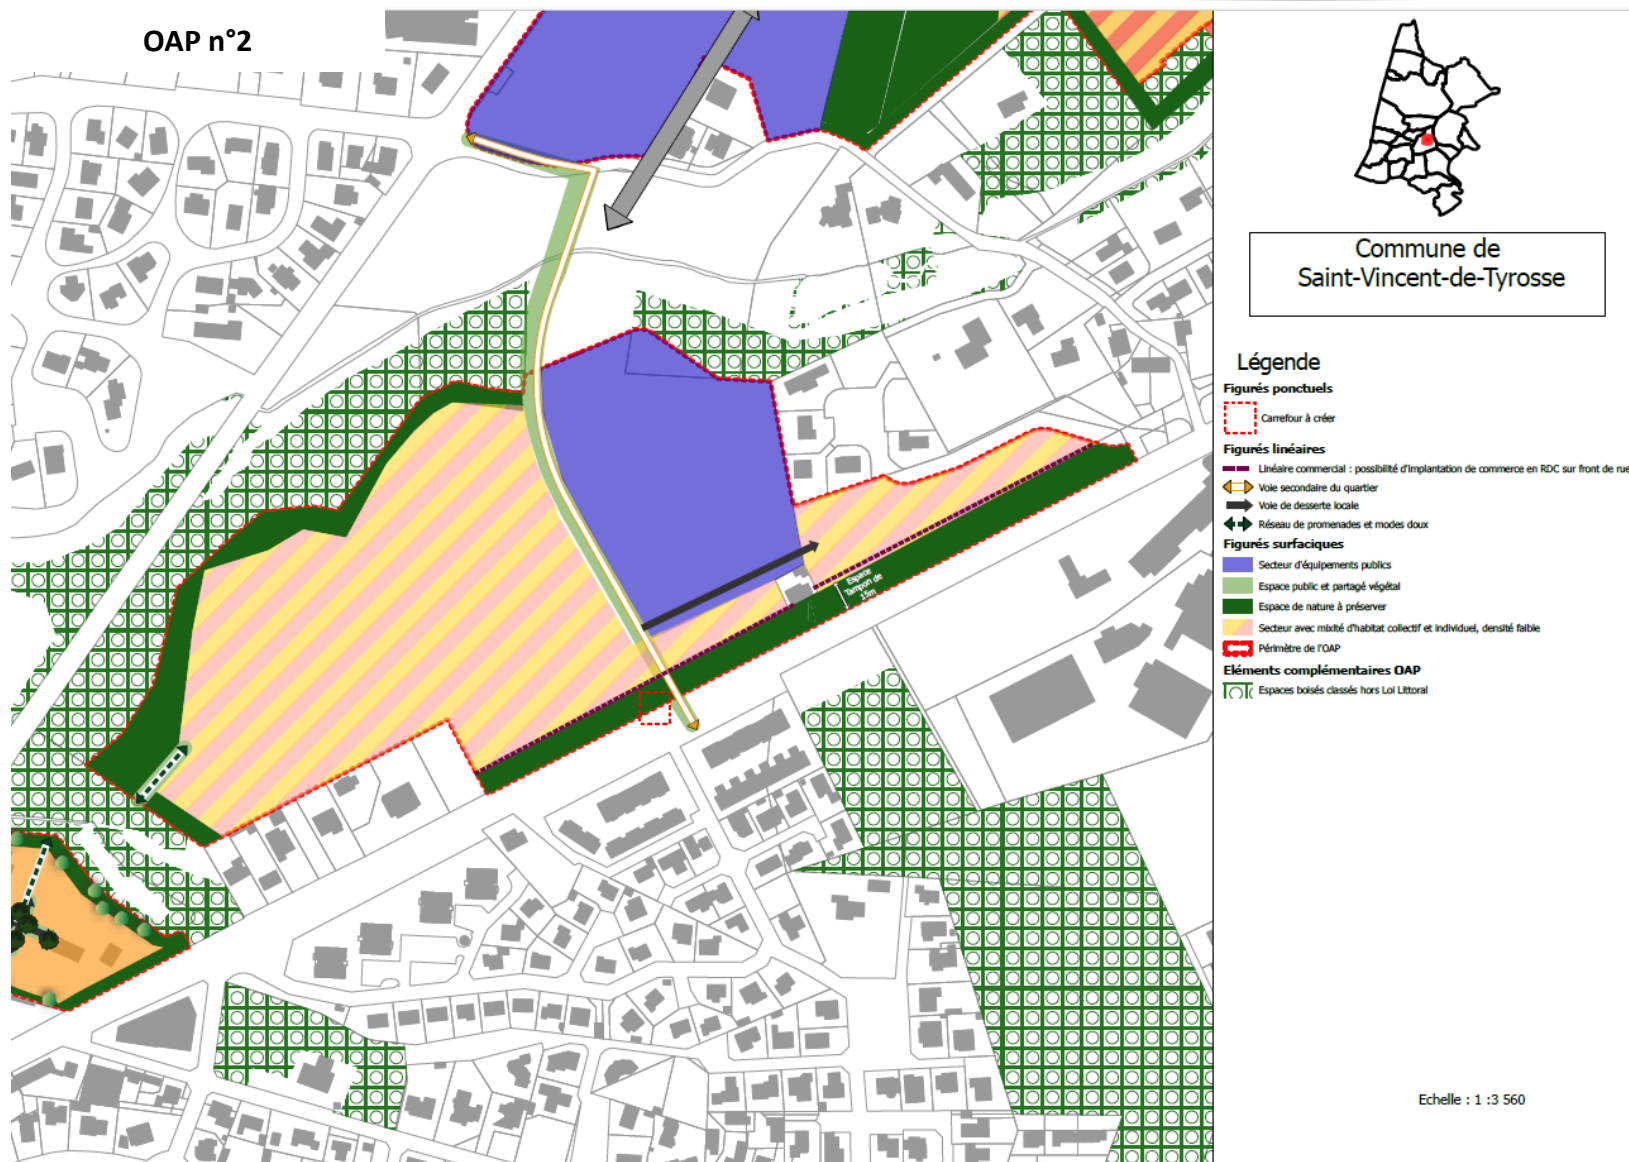 OAP n°2
Commune de
Saint-Vincent-de-Tyrosse
Légende
Figurés ponctuels
Carrefour à créer
Figurés linéaires
Linéaire commercial : possibilité d'implantation de commerce en RDC sur front de rue
Voie secondaire du quartier
Voie de desserte locale
Réseau de promenades et modes doux
Figurés surfaciques
Secteur d'équipements publics
Espace public et partagé végétal
Espace de nature à préserver
Secteur avec mixité d'habitat collectif et individuel, densité faible
Périmètre de l'OAP
Eléments complémentaires OAP
Espaces boisés classés hors Loi Littoral
Espace
Tampon de
15m
Echelle : 1 :3 560